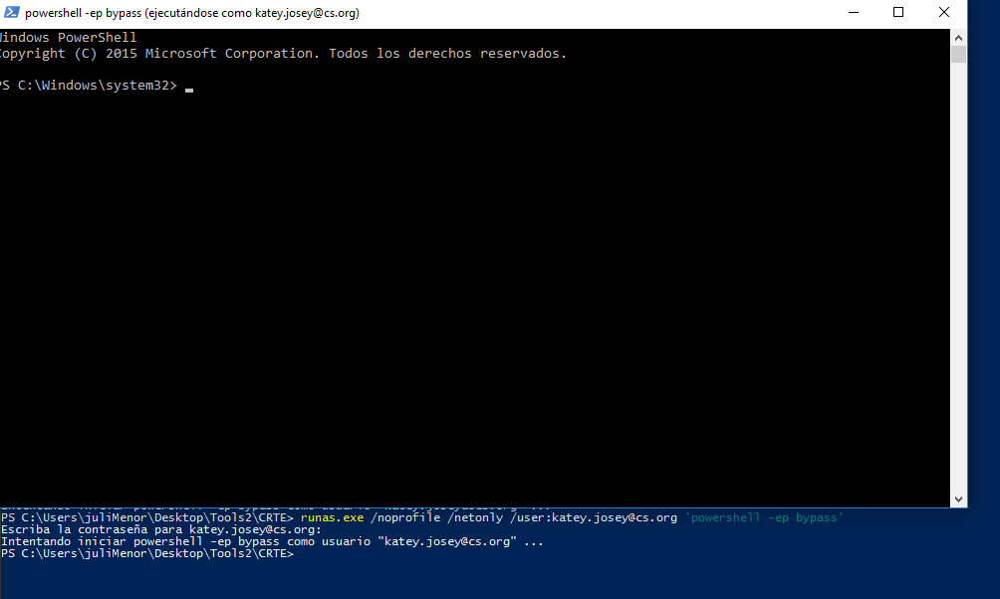 powershell -ep bypass (ejecutándose como katey.josey@cs.org)
Windows PowerShell
Copyright (C) 2015 Microsoft Corporation. Todos los derechos reservados.
PS C:\Windows\system32>
PS C:\Users\juliMenor\Desktop\Tools2\CRTE> runas.exe /noprofile /netonly /user:katey.josey@cs.org 'powershell -ep bypass'
Escriba la contraseña para katey.josey@cs.org:
Intentando iniciar powershell -ep bypass como usuario "katey.josey@cs.org" ...
PS C:\Users\juliMenor\Desktop\Tools2\CRTE>